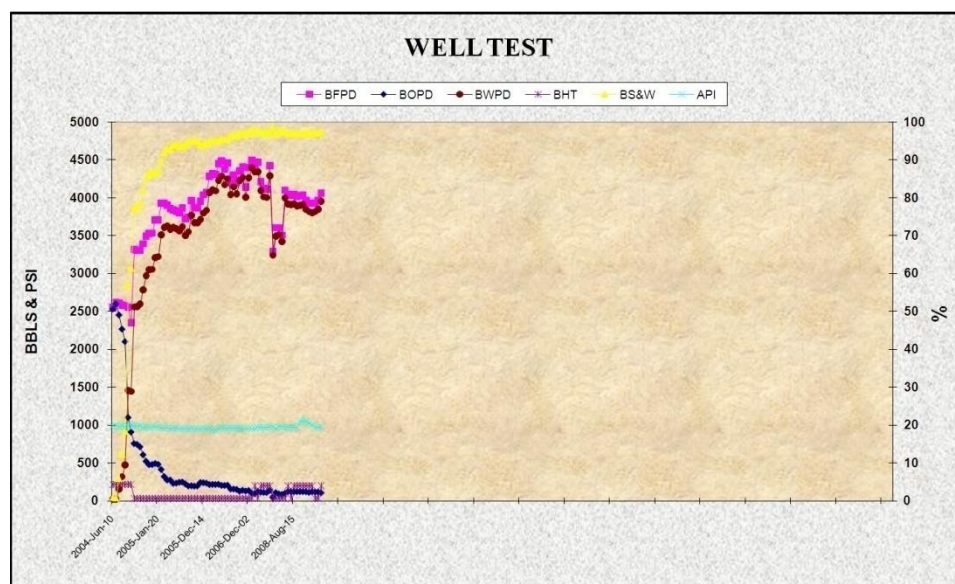 WELL TEST
BFPD BOPD BWPD BHT BS&W API
5000
4500
4000
3500
3000
2500
2000
1500
1000
500
0
100
90
80
70
60
50
40
30
20
10
0
BBLS & PSI
%
2004-Jun-10
2005-Jan-20
2005-Dec-14
2006-Dec-02
2008-Aug-15